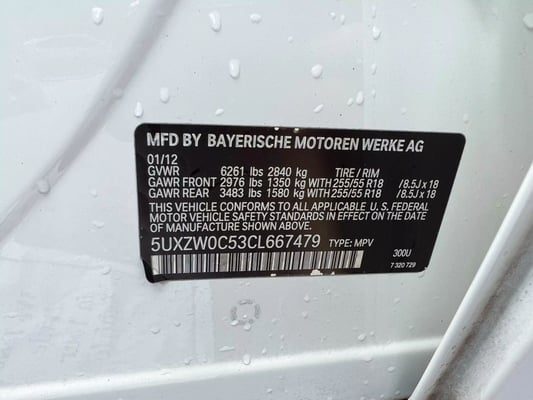 MFD BY BAYERISCHE MOTOREN WERKE AG
01/12
GVWR 6261 lbs 2840 kg TIRE / RIM
GAWR FRONT 2976 lbs 1350 kg WITH 255/55 R18 /8.5J x 18
GAWR REAR 3483 lbs 1580 kg WITH 255/55 R18 /8.5J x 18
THIS VEHICLE CONFORMS TO ALL APPLICABLE U. S. FEDERAL
MOTOR VEHICLE SAFETY STANDARDS IN EFFECT ON THE DATE
OF MANUFACTURE SHOWN ABOVE.
5UXZW0C53CL667479 TYPE: MPV
300U
7 320 729